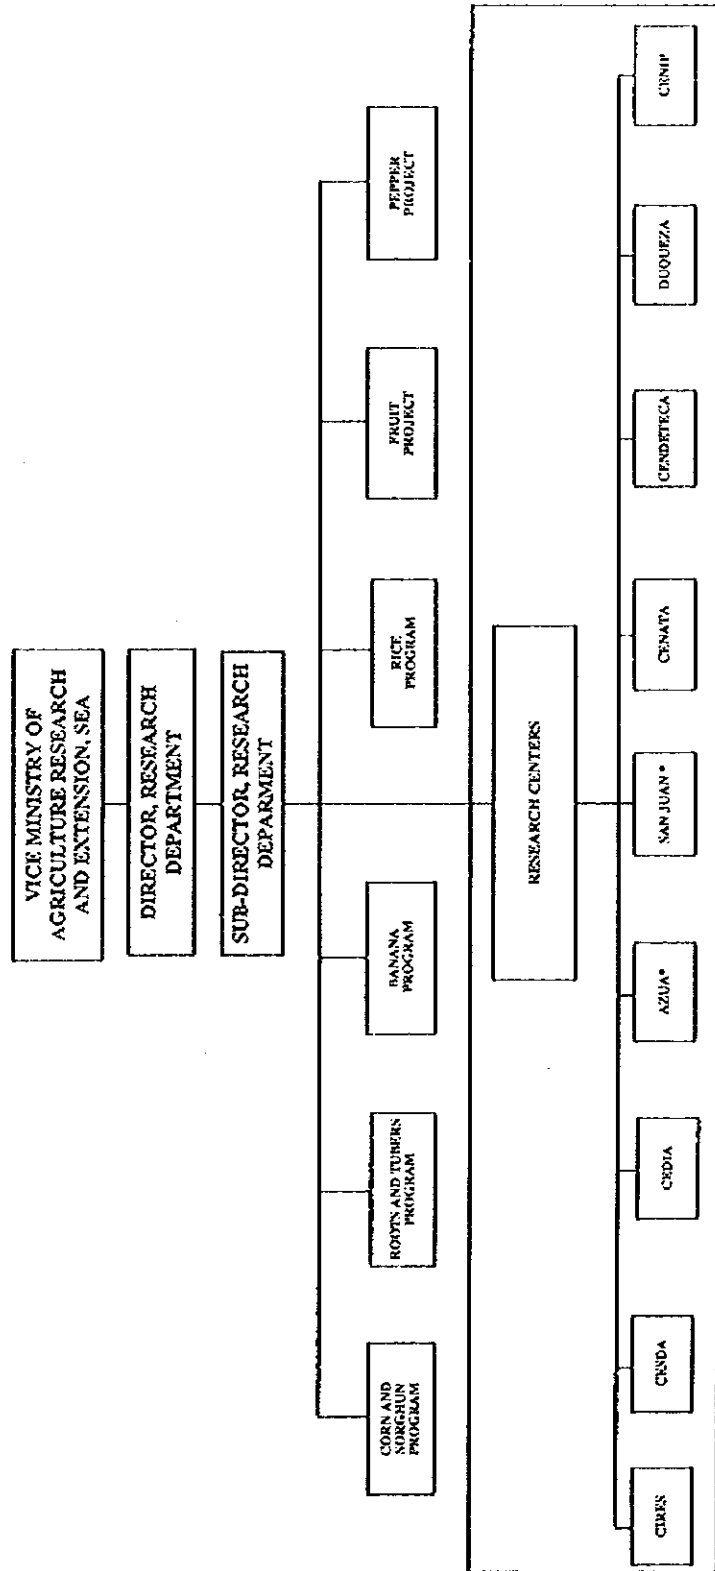 VICE MINISTRY OF
AGRICULTURE RESEARCH
AND EXTENSION, SEA
DIRECTOR, RESEARCH
DEPARTMENT
SUB-DIRECTOR, RESEARCH
DEPARMENT
CORN AND
SORGHUN
PROGRAM
ROOTS AND TUBERS
PROGRAM
BANANA
PROGRAM
RICE
PROGRAM
FRUIT
PROJECT
PEPPER
PROJECT
RESEARCH CENTERS
CIRES
CESDA
CEDIA
AZUA*
SAN JUAN *
CENATA
CENDETECA
DUQUEZA
CENIP